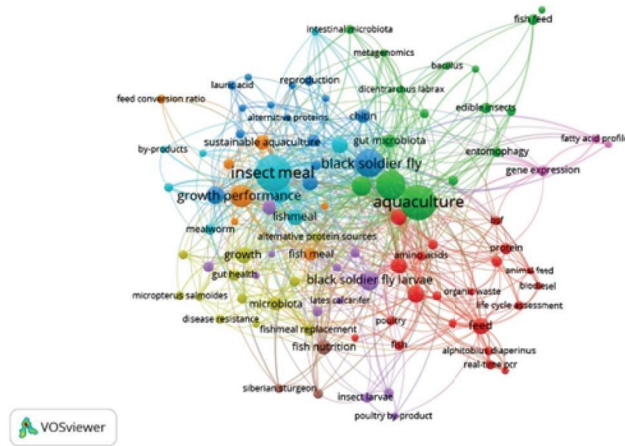 fish feed
intestinal microbiota
metagenomics
bacillus
lauric acid
reproduction
dicentrarchus labrax
feed conversion ratio
alternative proteins
chitin
edible insects
sustainable aquaculture
gut microbiota
fatty acid profile
by-products
black soldier fly
entomophagy
insect meal
gene expression
growth performance
aquaculture
fishmeal
mealworm
bsf
alternative protein sources
growth
fish meal
amino acids
protein
gut health
black soldier fly larvae
animal feed
organic waste
biodiesel
micropterus salmoides
microbiota
lates calcarifer
life cycle assessment
disease resistance
fishmeal replacement
poultry
feed
fish nutrition
fish
alphitobius diaperinus
real-time pcr
siberian sturgeon
insect larvae
poultry by-product
VOSviewer